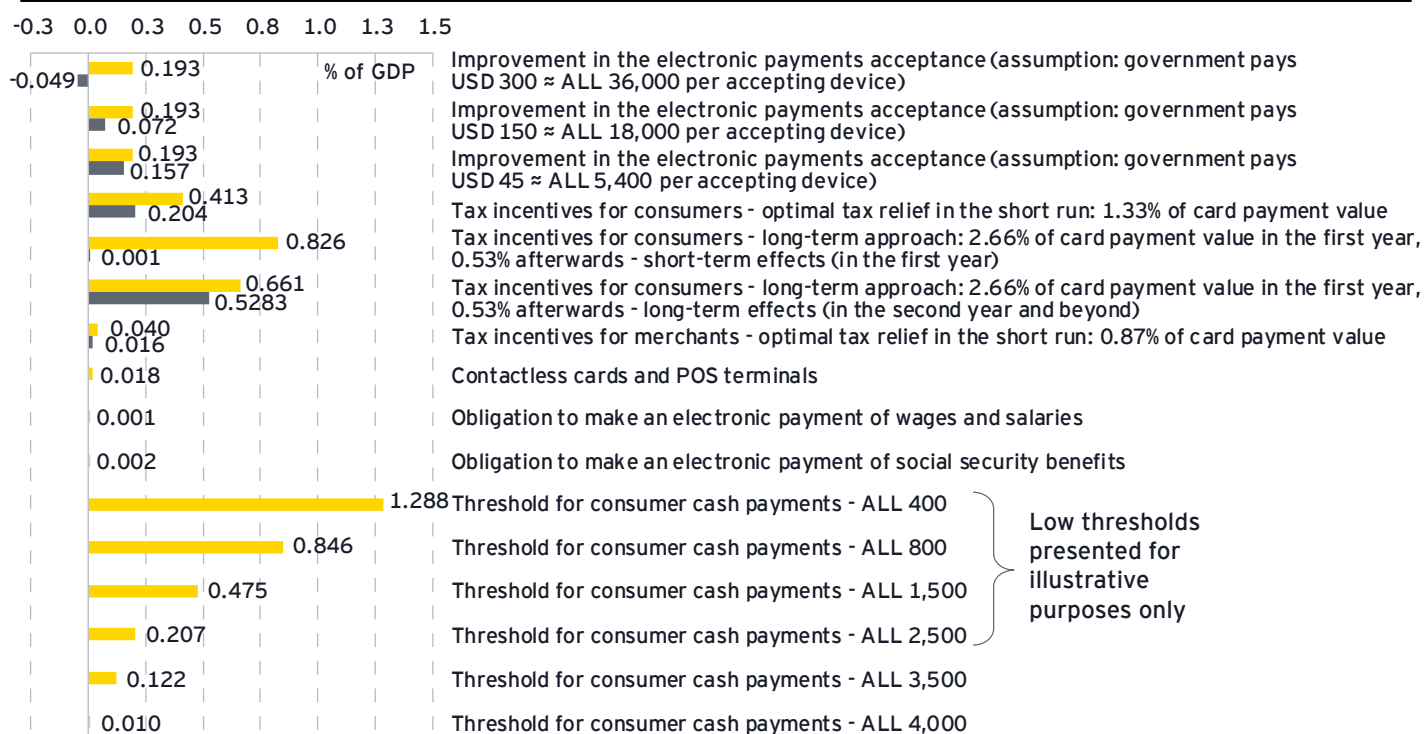 -0.3 0.0 0.3 0.5 0.8 1.0 1.3 1.5
% of GDP
0.193
-0.049
Improvement in the electronic payments acceptance (assumption: government pays
USD 300 ≈ ALL 36,000 per accepting device)
0.193
0.072
Improvement in the electronic payments acceptance (assumption: government pays
USD 150 ≈ ALL 18,000 per accepting device)
0.193
0.157
Improvement in the electronic payments acceptance (assumption: government pays
USD 45 ≈ ALL 5,400 per accepting device)
0.413
0.204
Tax incentives for consumers - optimal tax relief in the short run: 1.33% of card payment value
0.826
0.001
Tax incentives for consumers - long-term approach: 2.66% of card payment value in the first year,
0.53% afterwards - short-term effects (in the first year)
0.661
0.5283
Tax incentives for consumers - long-term approach: 2.66% of card payment value in the first year,
0.53% afterwards - long-term effects (in the second year and beyond)
0.040
0.016
Tax incentives for merchants - optimal tax relief in the short run: 0.87% of card payment value
0.018
Contactless cards and POS terminals
0.001
Obligation to make an electronic payment of wages and salaries
0.002
Obligation to make an electronic payment of social security benefits
1.288
Threshold for consumer cash payments - ALL 400
0.846
Threshold for consumer cash payments - ALL 800
0.475
Threshold for consumer cash payments - ALL 1,500
0.207
Threshold for consumer cash payments - ALL 2,500
Low thresholds
presented for
illustrative
purposes only
0.122
Threshold for consumer cash payments - ALL 3,500
0.010
Threshold for consumer cash payments - ALL 4,000